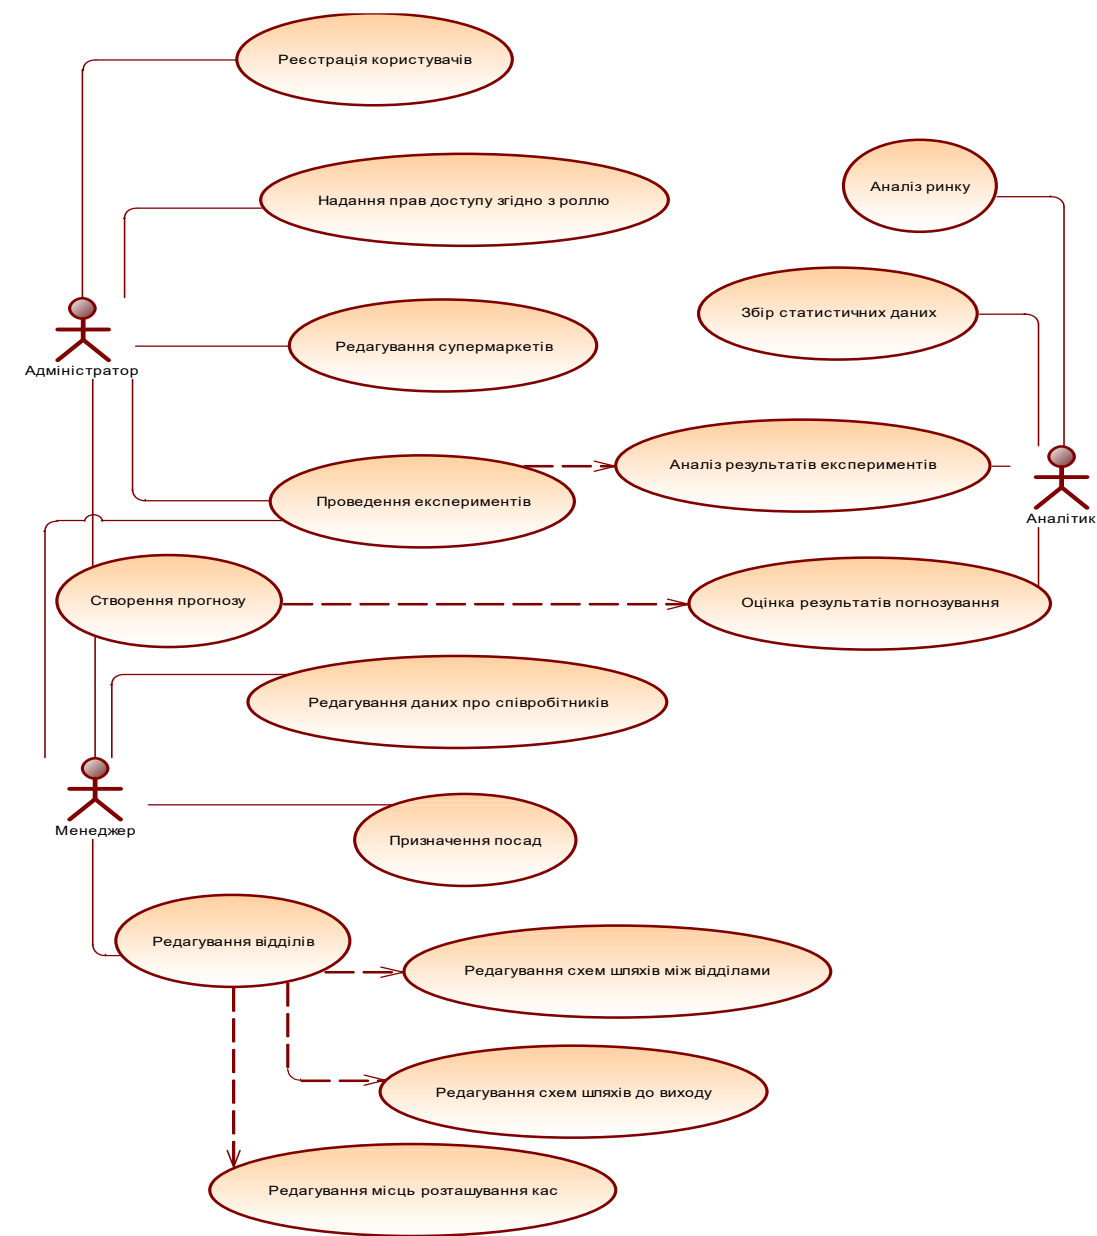 Реєстрація користувачів
Аналіз ринку
Надання прав доступу згідно з роллю
Збір статистичних даних
Редагування супермаркетів
Адміністратор
Аналіз результатів експериментів
Проведення експериментів
Аналітик
Створення прогнозу
Оцінка результатів погнозування
Редагування даних про співробітників
Менеджер
Призначення посад
Редагування відділів
Редагування схем шляхів між відділами
Редагування схем шляхів до виходу
Редагування місць розташування кас